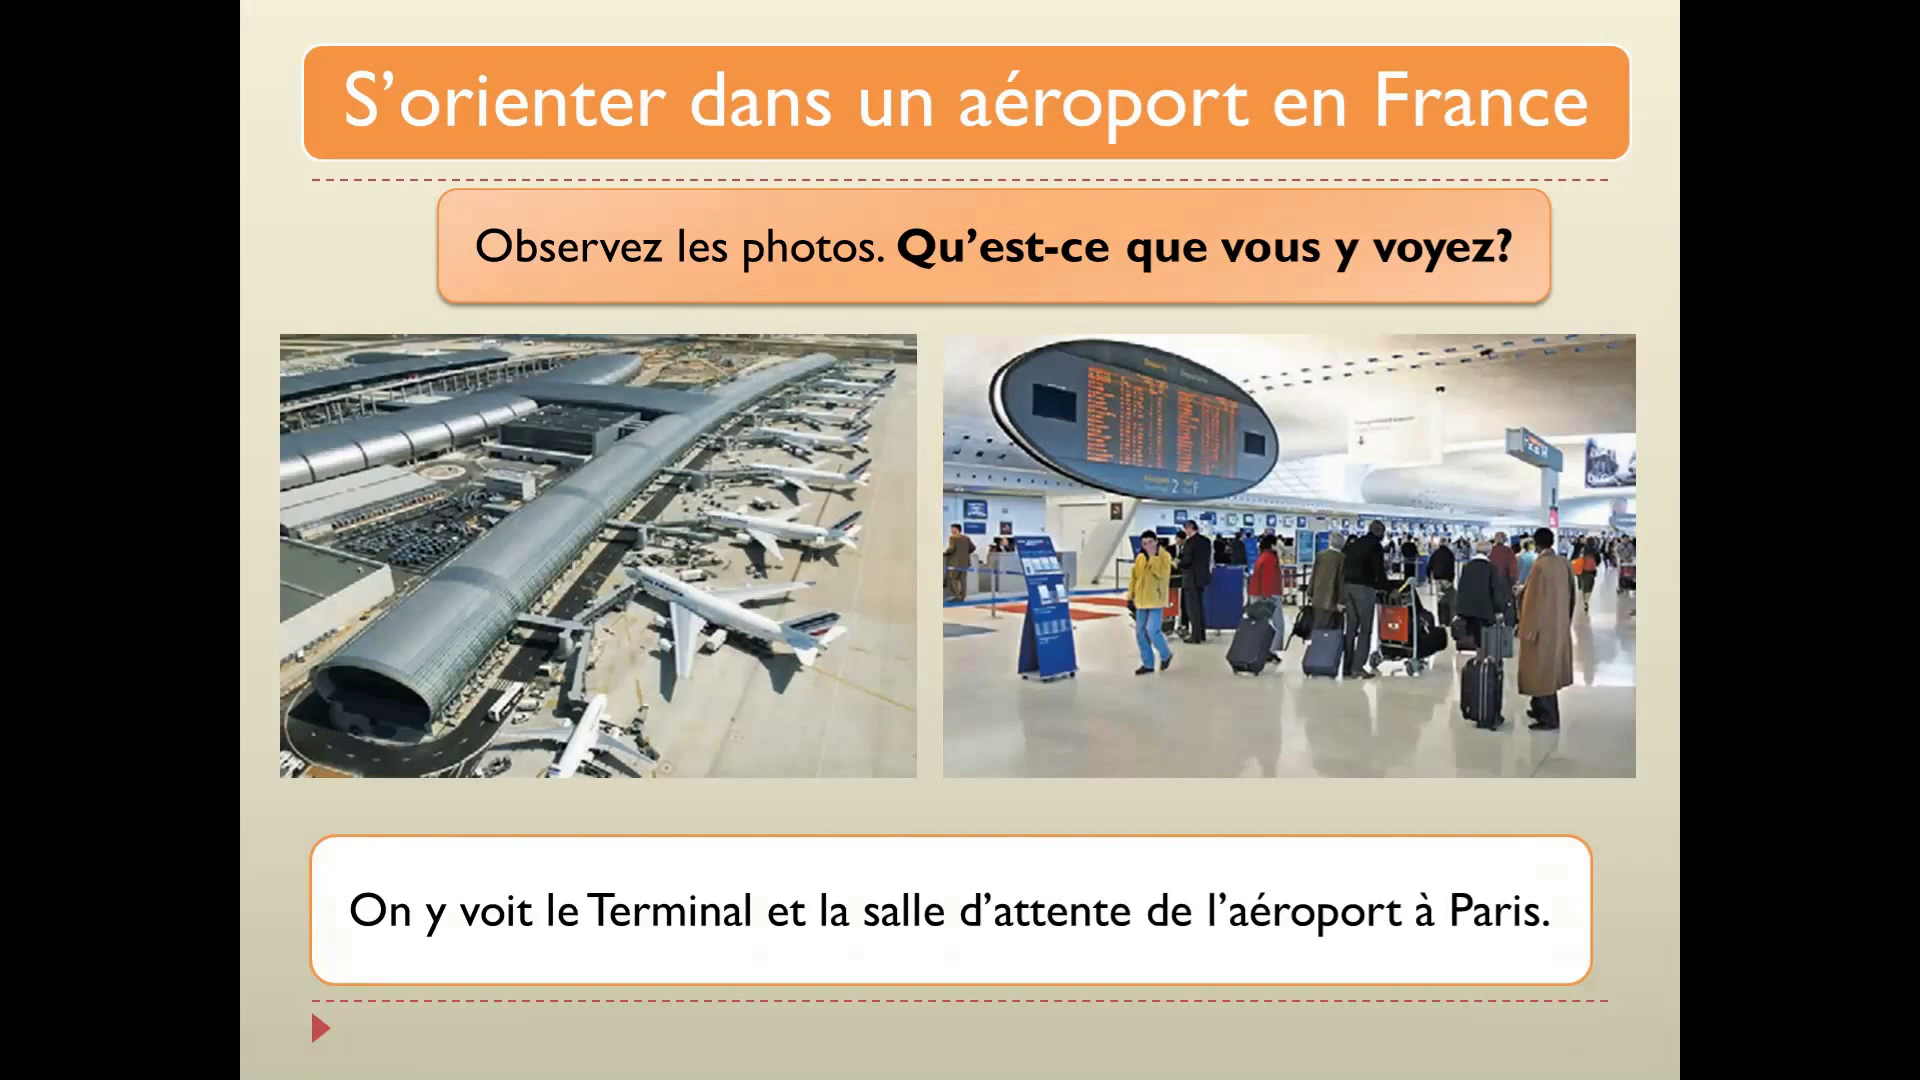 S’orienter dans un aéroport en France
Observez les photos. Qu’est-ce que vous y voyez?
2 F
On y voit le Terminal et la salle d’attente de l’aéroport à Paris.